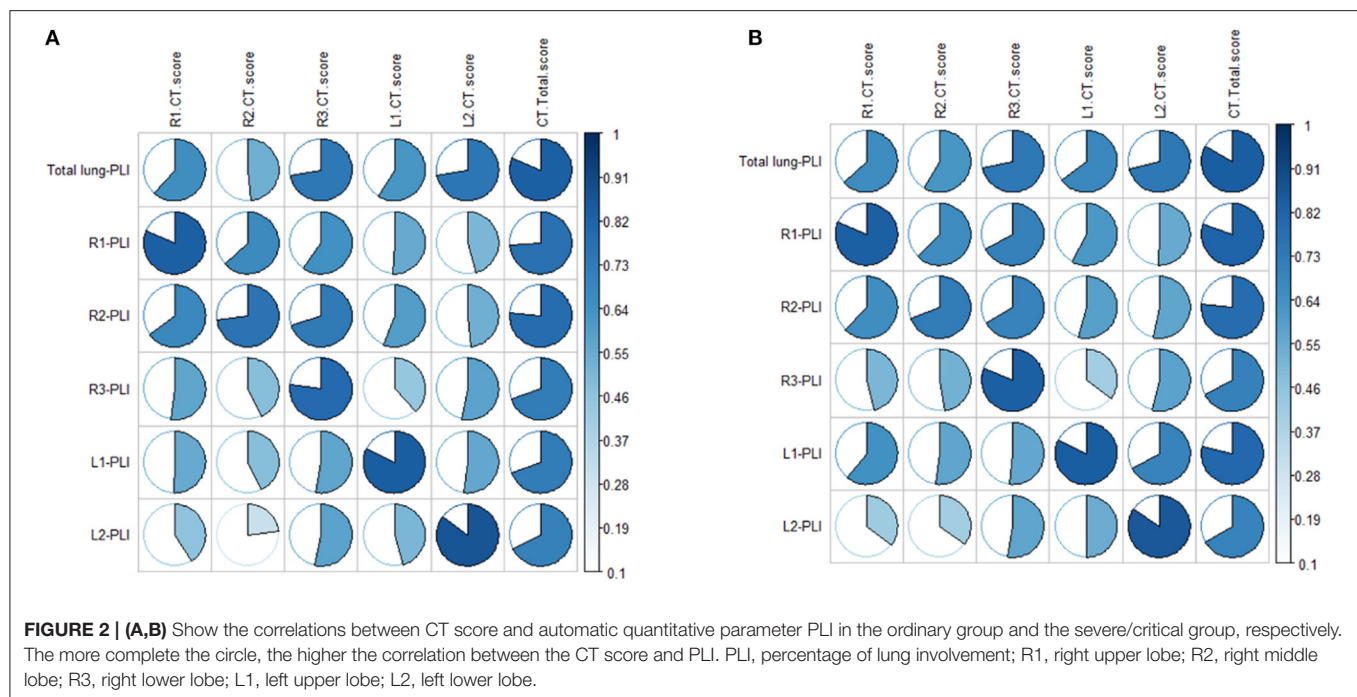 A
R1.CT.score
R2.CT.score
R3.CT.score
L1.CT.score
L2.CT.score
CT.Total.score
Total lung-PLI
R1-PLI
R2-PLI
R3-PLI
L1-PLI
L2-PLI
1
0.91
0.82
0.73
0.64
0.55
0.46
0.37
0.28
0.19
0.1
B
R1.CT.score
R2.CT.score
R3.CT.score
L1.CT.score
L2.CT.score
CT.Total.score
Total lung-PLI
R1-PLI
R2-PLI
R3-PLI
L1-PLI
L2-PLI
1
0.91
0.82
0.73
0.64
0.55
0.46
0.37
0.28
0.19
0.1
FIGURE 2 | (A,B) Show the correlations between CT score and automatic quantitative parameter PLI in the ordinary group and the severe/critical group, respectively.
The more complete the circle, the higher the correlation between the CT score and PLI. PLI, percentage of lung involvement; R1, right upper lobe; R2, right middle
lobe; R3, right lower lobe; L1, left upper lobe; L2, left lower lobe.